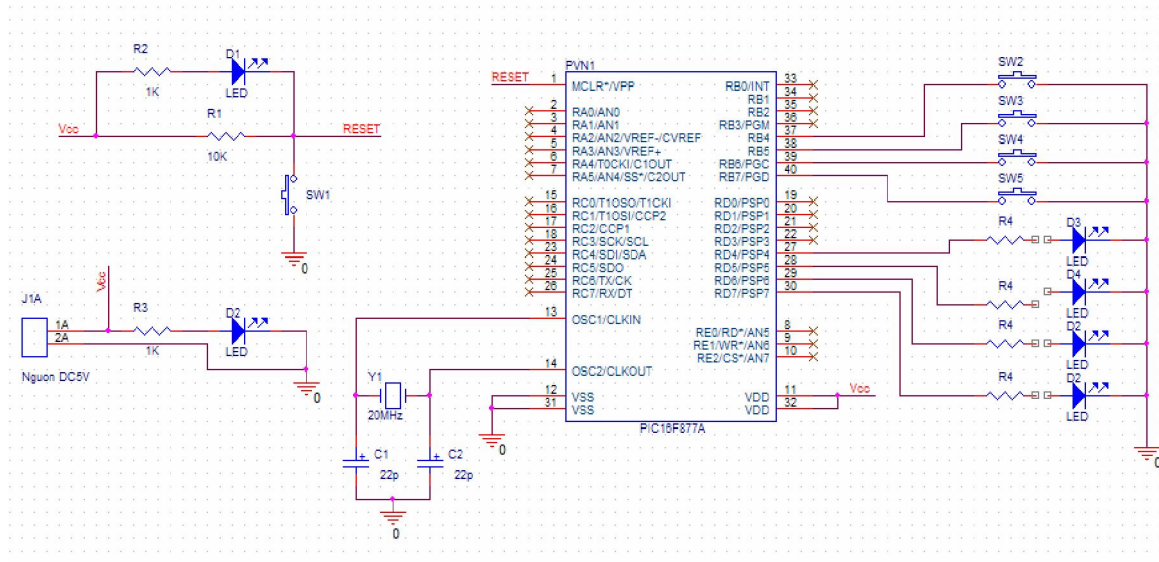 R2
1K
D1
LED
R1
10K
Vcc
RESET
SW1
0
Vcc
J1A
1A
2A
Nguon DC5V
R3
1K
D2
LED
0
Y1
20MHz
C1
22p
C2
22p
0
0
PVN1
RESET
1 MCLR*/VPP
2 RA0/AN0
3 RA1/AN1
4 RA2/AN2/VREF-/CVREF
5 RA3/AN3/VREF+
6 RA4/T0CKI/C1OUT
7 RA5/AN4/SS*/C2OUT
15 RC0/T1OSO/T1CKI
16 RC1/T1OSI/CCP2
17 RC2/CCP1
18 RC3/SCK/SCL
23 RC4/SDI/SDA
24 RC5/SDO
25 RC6/TX/CK
26 RC7/RX/DT
13 OSC1/CLKIN
14 OSC2/CLKOUT
12 VSS
31 VSS
RB0/INT 33
RB1 34
RB2 35
RB3/PGM 36
RB4 37
RB5 38
RB6/PGC 39
RB7/PGD 40
RD0/PSP0 19
RD1/PSP1 20
RD2/PSP2 21
RD3/PSP3 22
RD4/PSP4 27
RD5/PSP5 28
RD6/PSP6 29
RD7/PSP7 30
RE0/RD*/AN5 8
RE1/WR*/AN6 9
RE2/CS*/AN7 10
VDD 11
VDD 32
Vcc
PIC16F877A
SW2
SW3
SW4
SW5
R4
D3
LED
R4
D4
LED
R4
D2
LED
R4
D2
LED
0